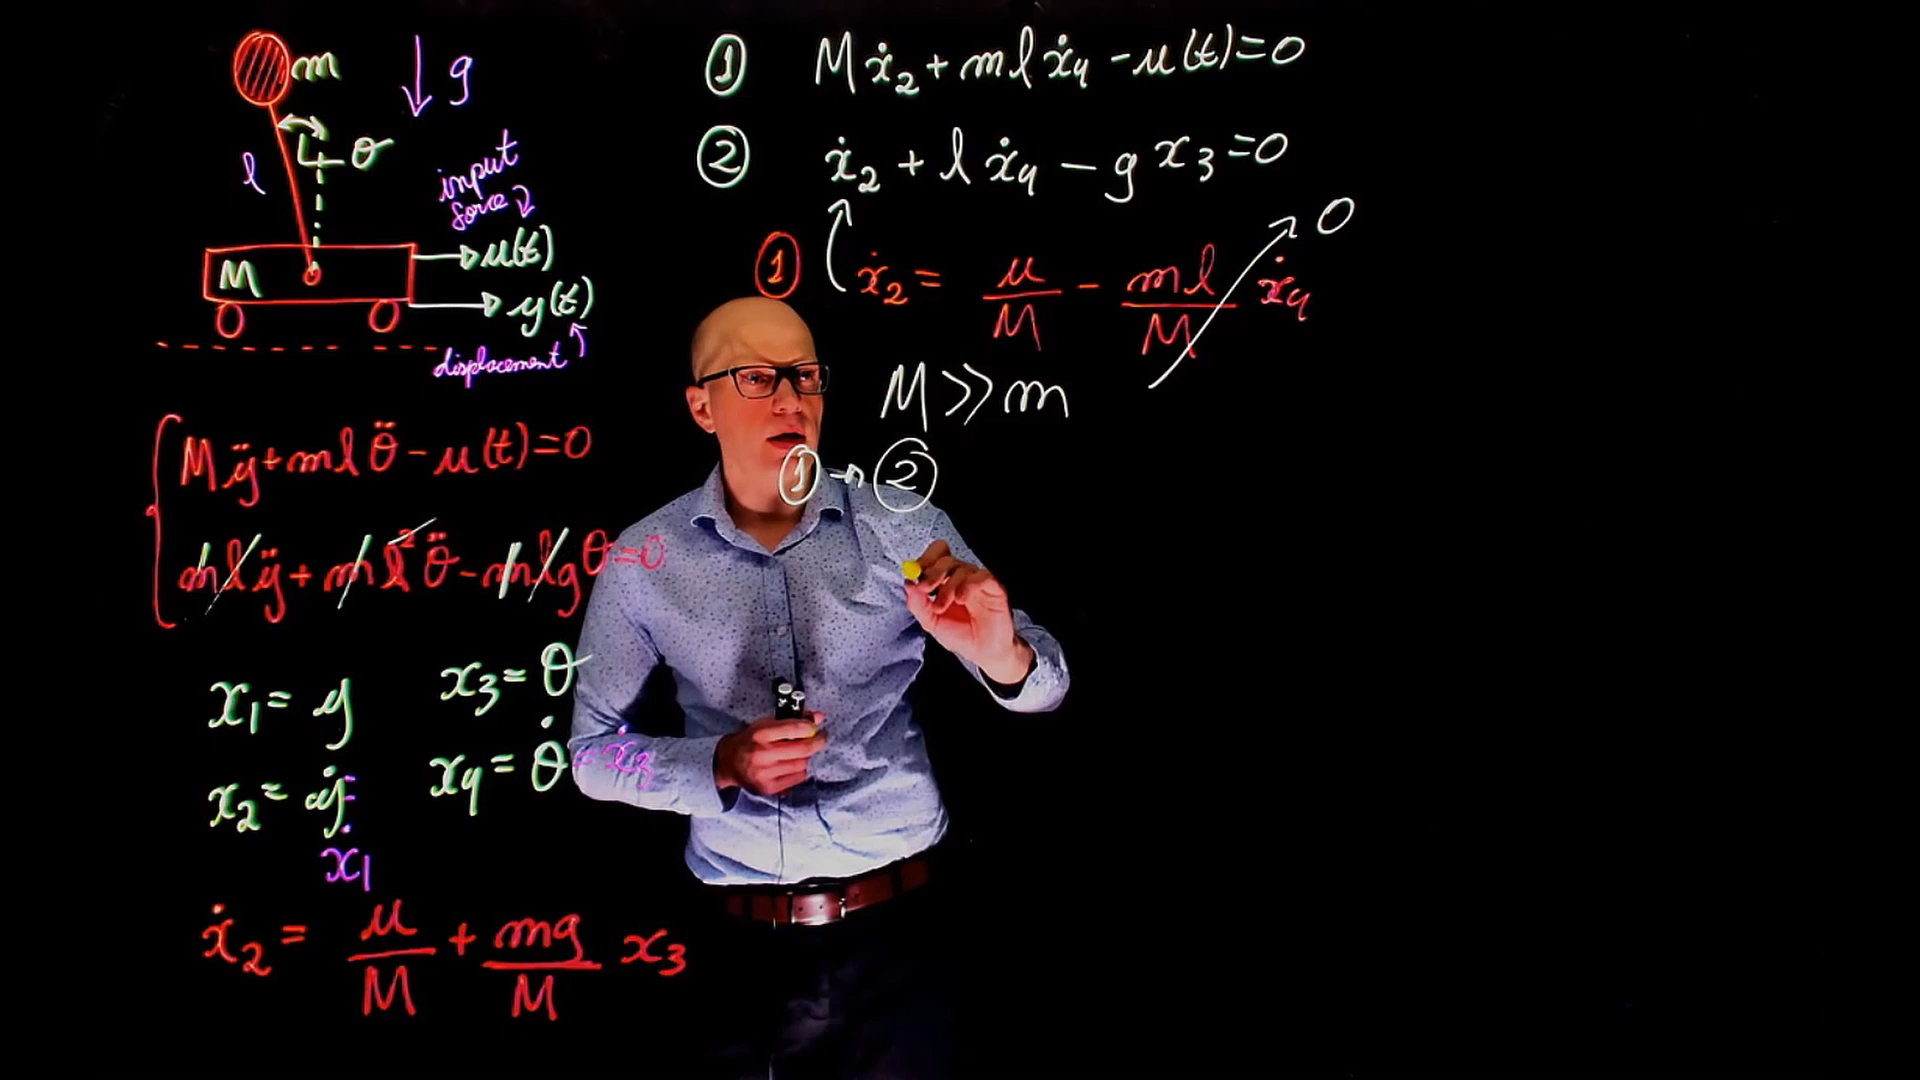 m
g
l
θ
input
force
M
u(t)
y(t)
displacement
Mÿ+mlθ̈-u(t)=0
mlÿ+ml²θ̈-mlgθ=0
x₁=y
x₃=θ
x₂=ẏ=
ẋ₁
x₄=θ̇=ẋ₃
ẋ₂= u/M + mg/M x₃
① Mẋ₂+mlẋ₄-u(t)=0
② ẋ₂+lẋ₄-gx₃=0
0
① ẋ₂= u/M - ml/M ẋ₄
M>>m
①→②